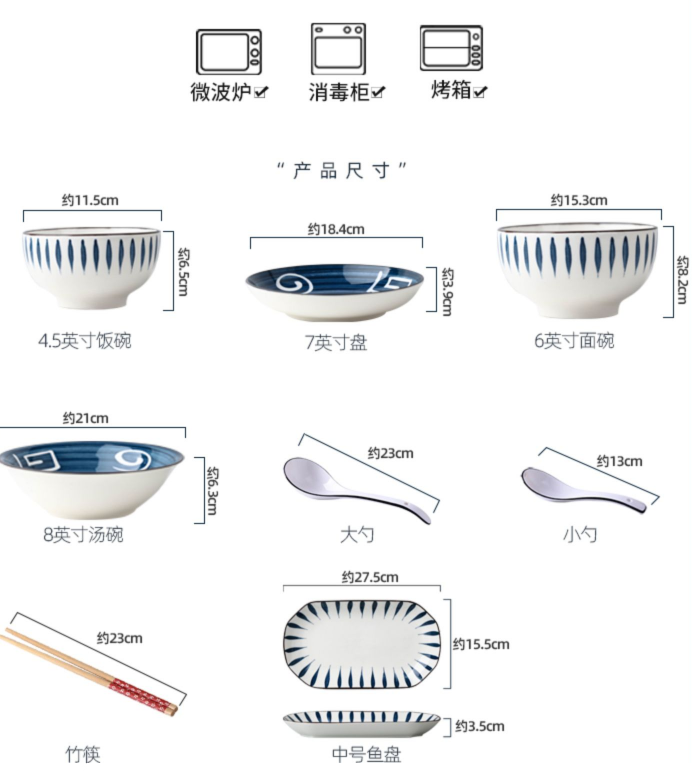 微波炉
消毒柜
烤箱
“产品尺寸”
约11.5cm
约6.5cm
4.5英寸饭碗
约18.4cm
约3.9cm
7英寸盘
约15.3cm
约8.2cm
6英寸面碗
约21cm
约6.3cm
8英寸汤碗
约23cm
大勺
约13cm
小勺
约23cm
竹筷
约27.5cm
约15.5cm
约3.5cm
中号鱼盘